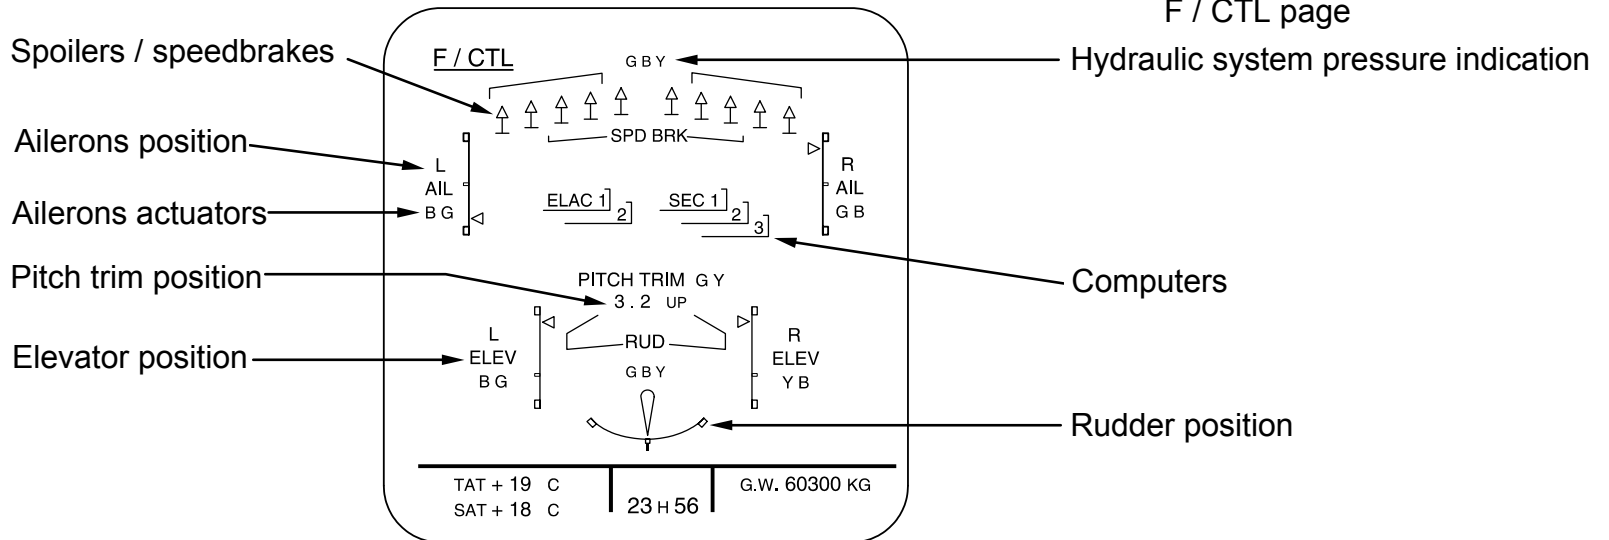 F / CTL page
Spoilers / speedbrakes
F / CTL
G B Y
Hydraulic system pressure indication
SPD BRK
Ailerons position
L
AIL
B G
R
AIL
G B
Ailerons actuators
ELAC 1
2
SEC 1
2
3
Pitch trim position
PITCH TRIM G Y
3 . 2 UP
Computers
L
ELEV
B G
RUD
G B Y
R
ELEV
Y B
Elevator position
Rudder position
TAT + 19 C
SAT + 18 C
23 H 56
G.W. 60300 KG